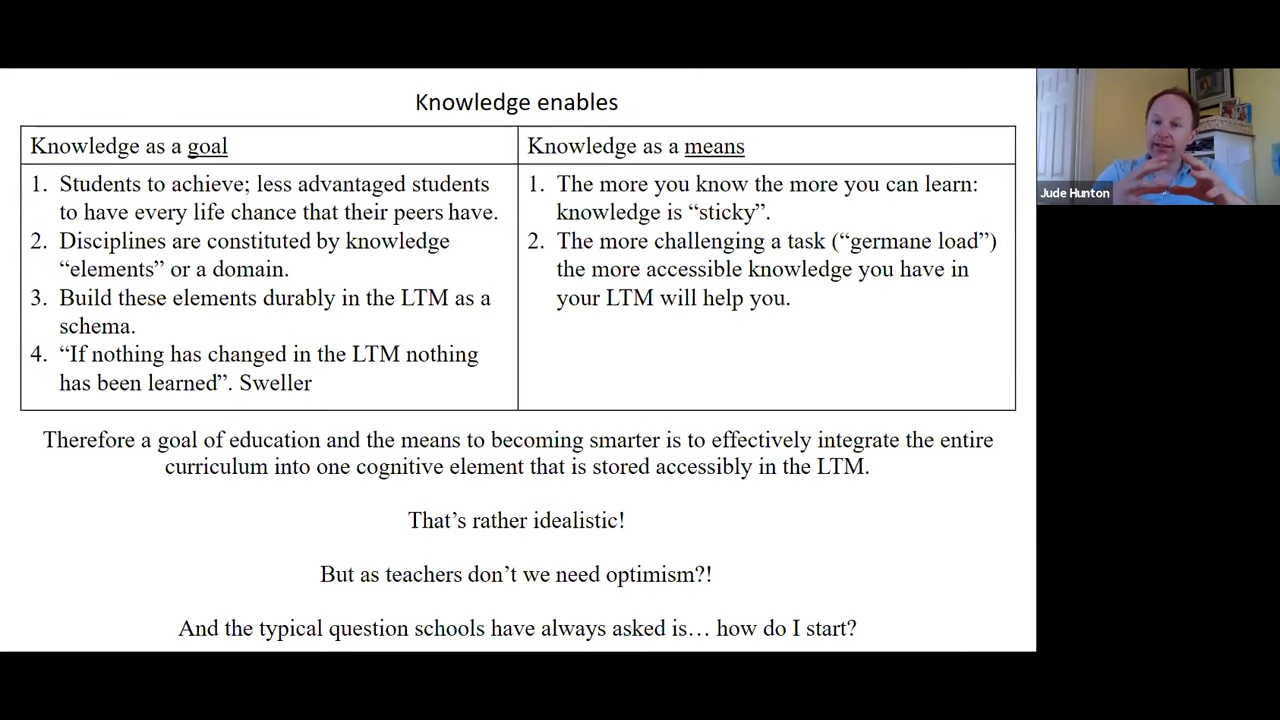 Knowledge enables
Knowledge as a goal
Knowledge as a means
1. Students to achieve; less advantaged students
to have every life chance that their peers have.
2. Disciplines are constituted by knowledge
“elements” or a domain.
3. Build these elements durably in the LTM as a
schema.
4. “If nothing has changed in the LTM nothing
has been learned”. Sweller
1. The more you know the more you can learn:
knowledge is “sticky”.
2. The more challenging a task (“germane load”)
the more accessible knowledge you have in
your LTM will help you.
Therefore a goal of education and the means to becoming smarter is to effectively integrate the entire
curriculum into one cognitive element that is stored accessibly in the LTM.
That’s rather idealistic!
But as teachers don’t we need optimism?!
And the typical question schools have always asked is… how do I start?
Jude Hunton